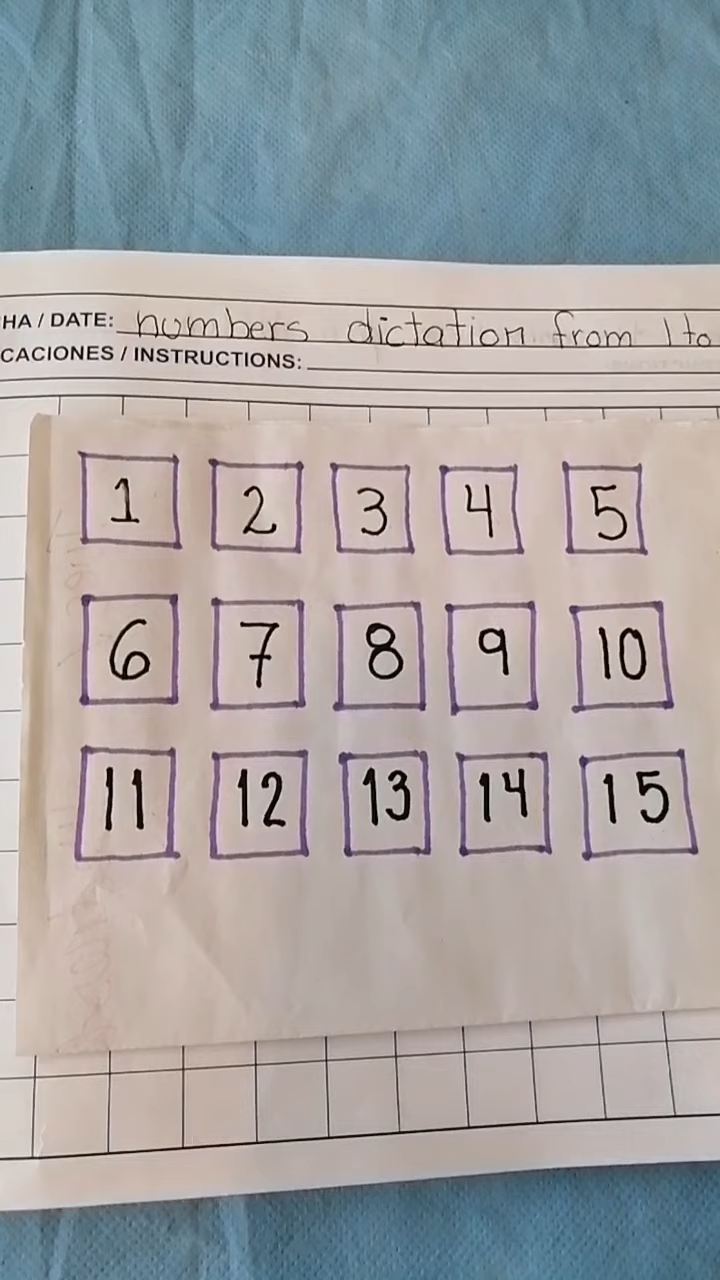 HA / DATE: numbers dictation from 1 to
CACIONES / INSTRUCTIONS:
1 2 3 4 5
6 7 8 9 10
11 12 13 14 15